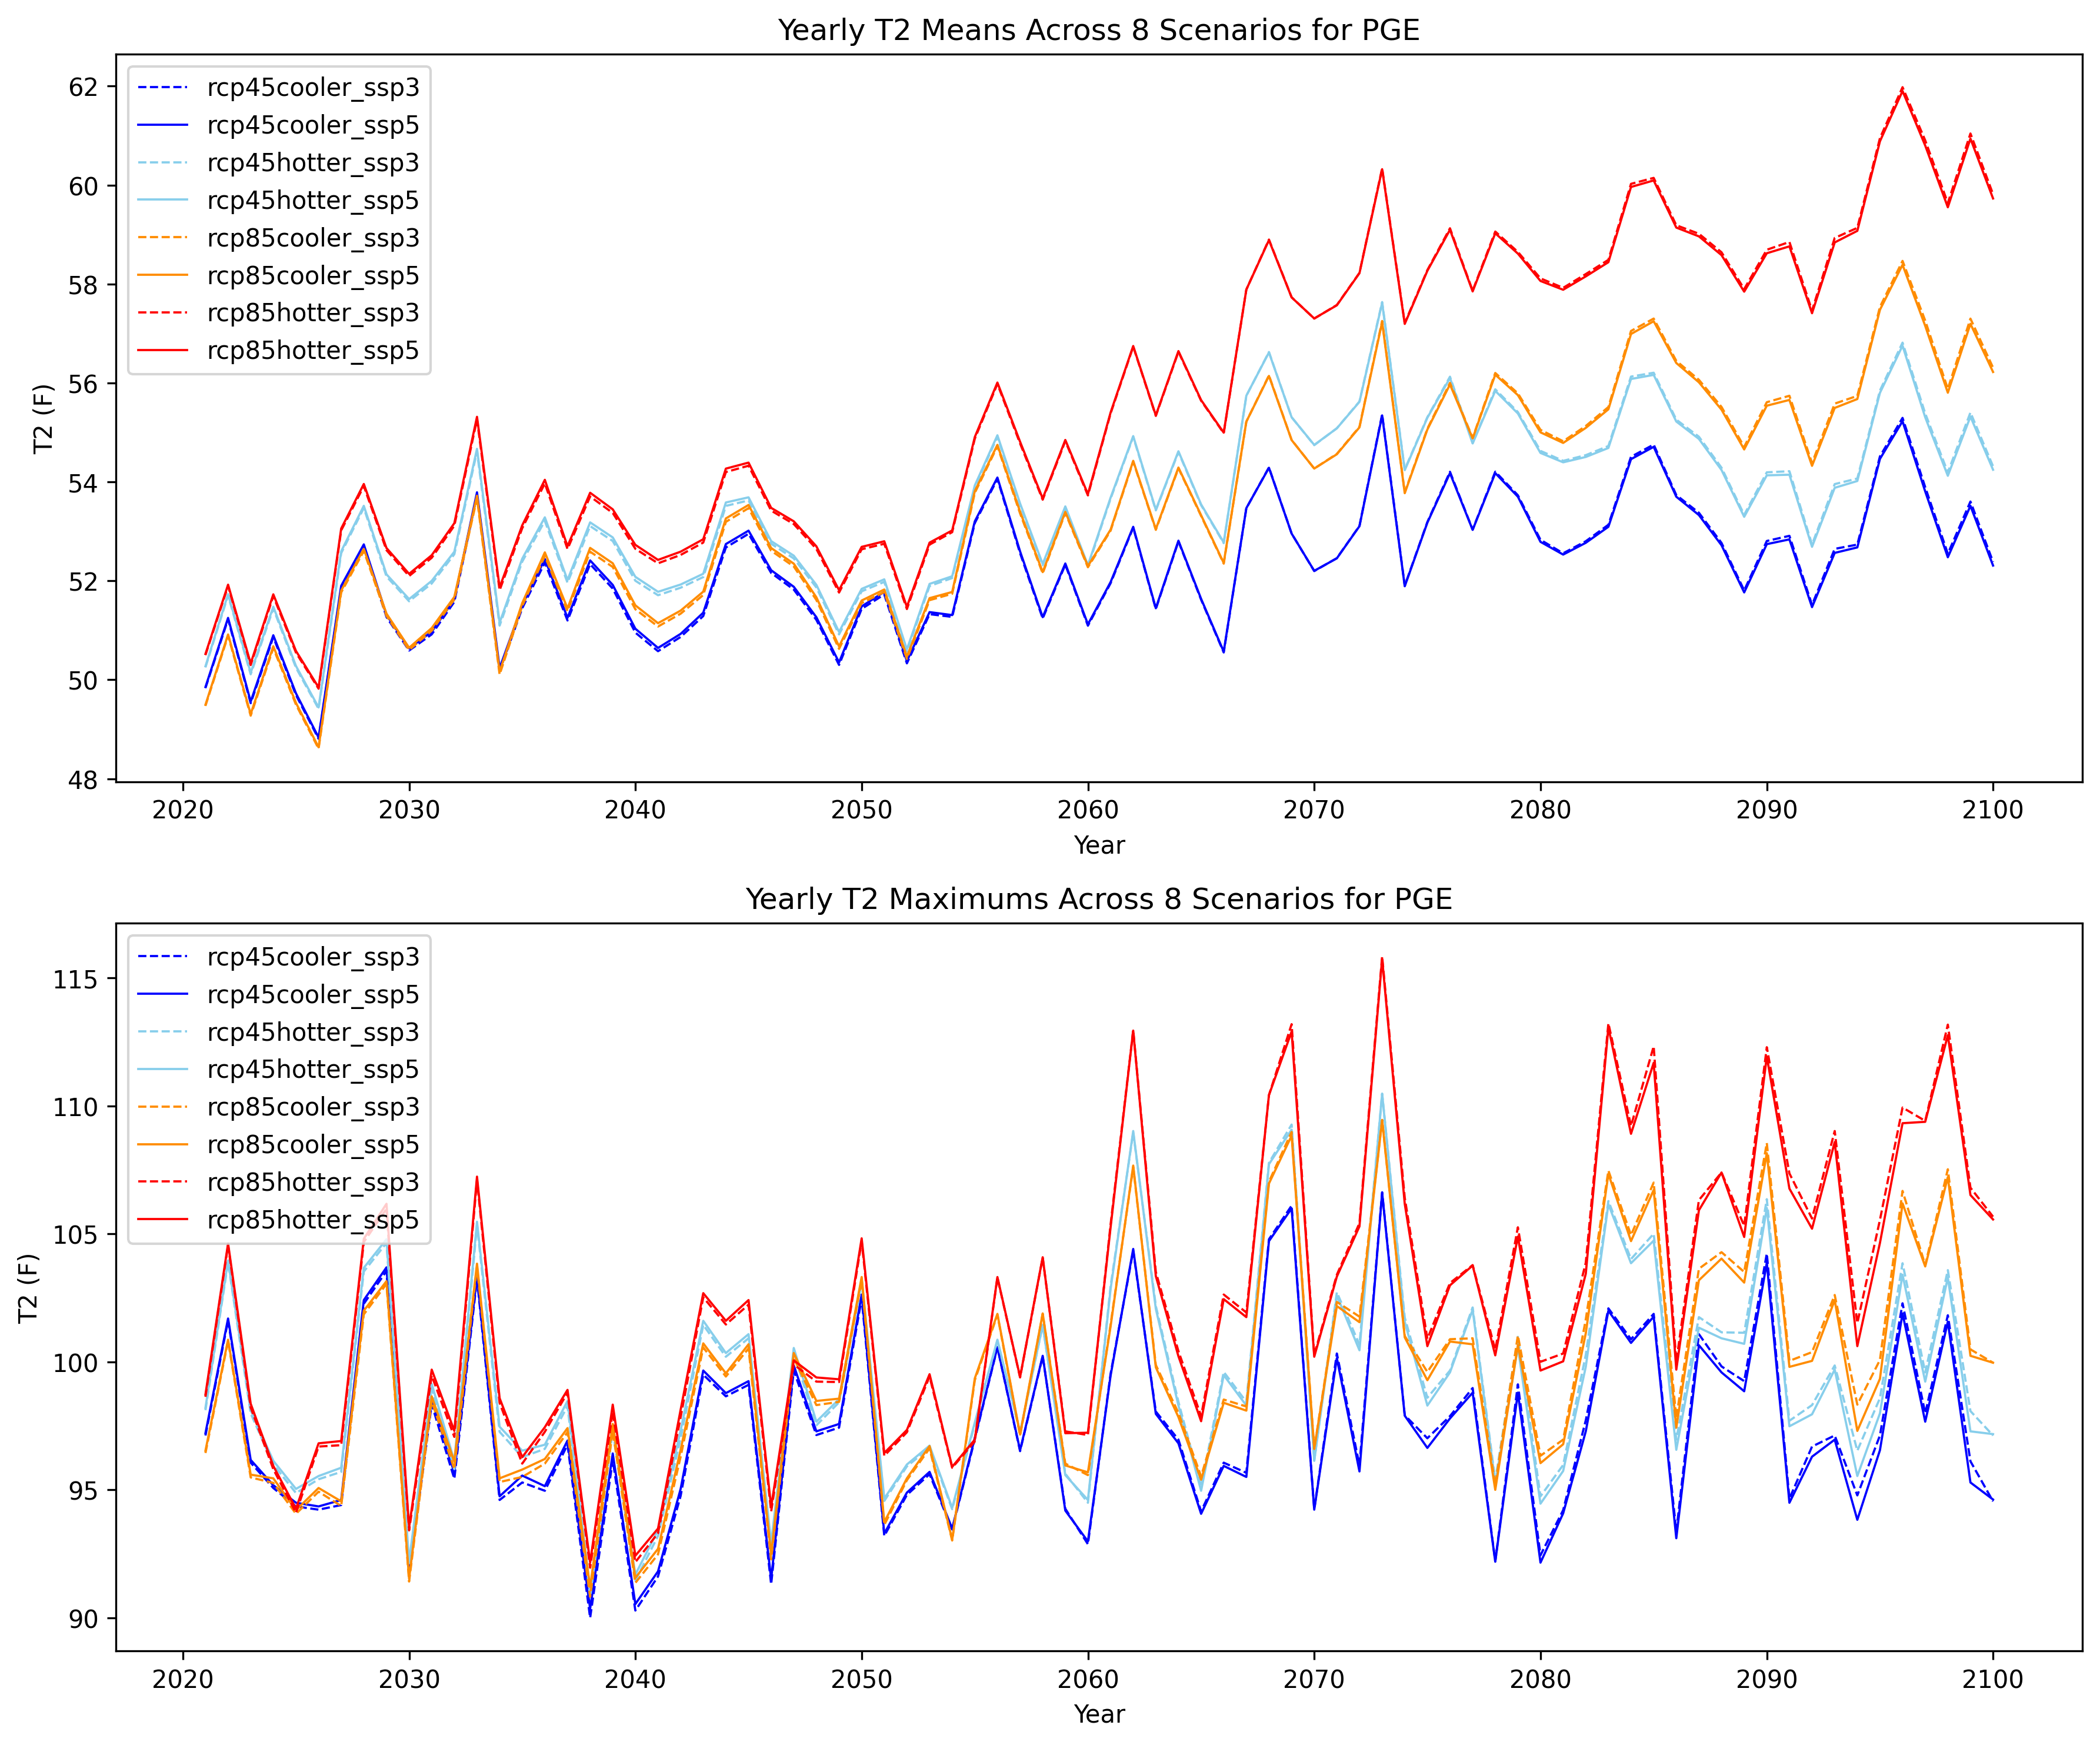 Yearly T2 Means Across 8 Scenarios for PGE
rcp45cooler_ssp3
rcp45cooler_ssp5
rcp45hotter_ssp3
rcp45hotter_ssp5
rcp85cooler_ssp3
rcp85cooler_ssp5
rcp85hotter_ssp3
rcp85hotter_ssp5
T2 (F)
62
60
58
56
54
52
50
48
2020 2030 2040 2050 2060 2070 2080 2090 2100
Year
Yearly T2 Maximums Across 8 Scenarios for PGE
rcp45cooler_ssp3
rcp45cooler_ssp5
rcp45hotter_ssp3
rcp45hotter_ssp5
rcp85cooler_ssp3
rcp85cooler_ssp5
rcp85hotter_ssp3
rcp85hotter_ssp5
T2 (F)
115
110
105
100
95
90
2020 2030 2040 2050 2060 2070 2080 2090 2100
Year